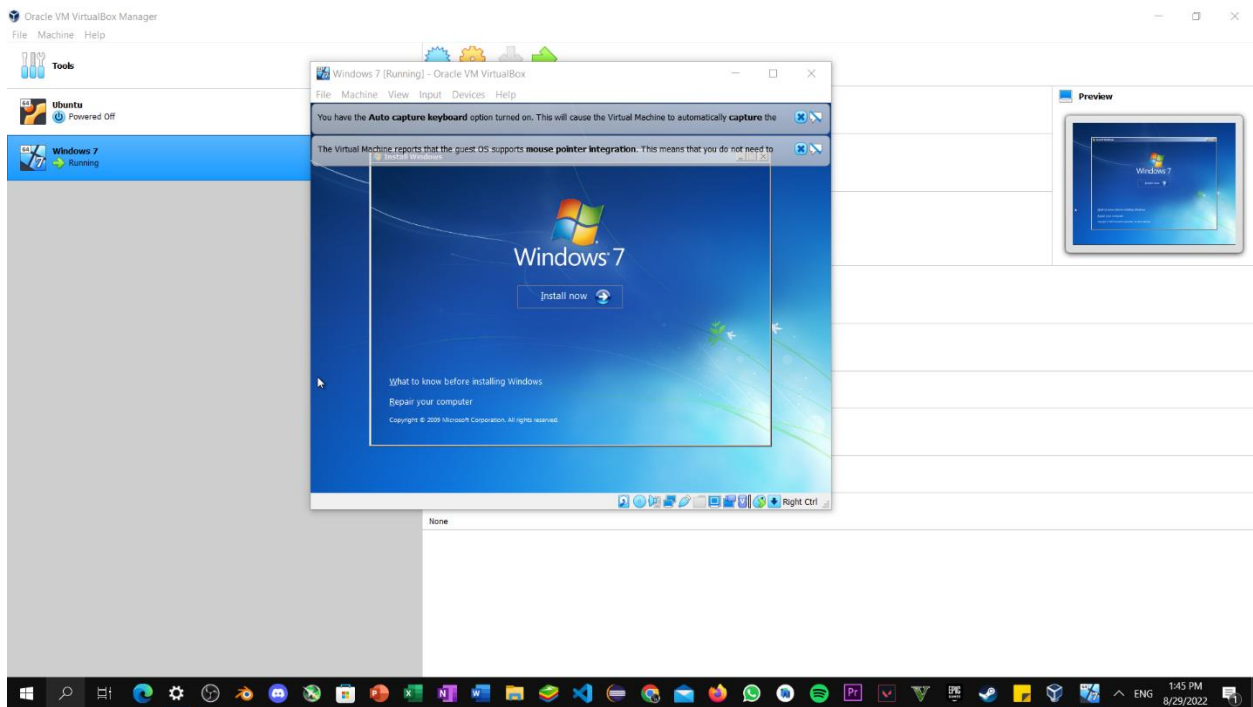 Oracle VM VirtualBox Manager
File Machine Help
Tools
Ubuntu
Powered Off
Windows 7
Running
Windows 7 [Running] - Oracle VM VirtualBox
File Machine View Input Devices Help
You have the Auto capture keyboard option turned on. This will cause the Virtual Machine to automatically capture the
The Virtual Machine reports that the guest OS supports mouse pointer integration. This means that you do not need to
Install Windows
Windows 7
Install now
What to know before installing Windows
Repair your computer
Copyright © 2009 Microsoft Corporation. All rights reserved.
Right Ctrl
Preview
Windows 7
None
ENG
1:45 PM
8/29/2022